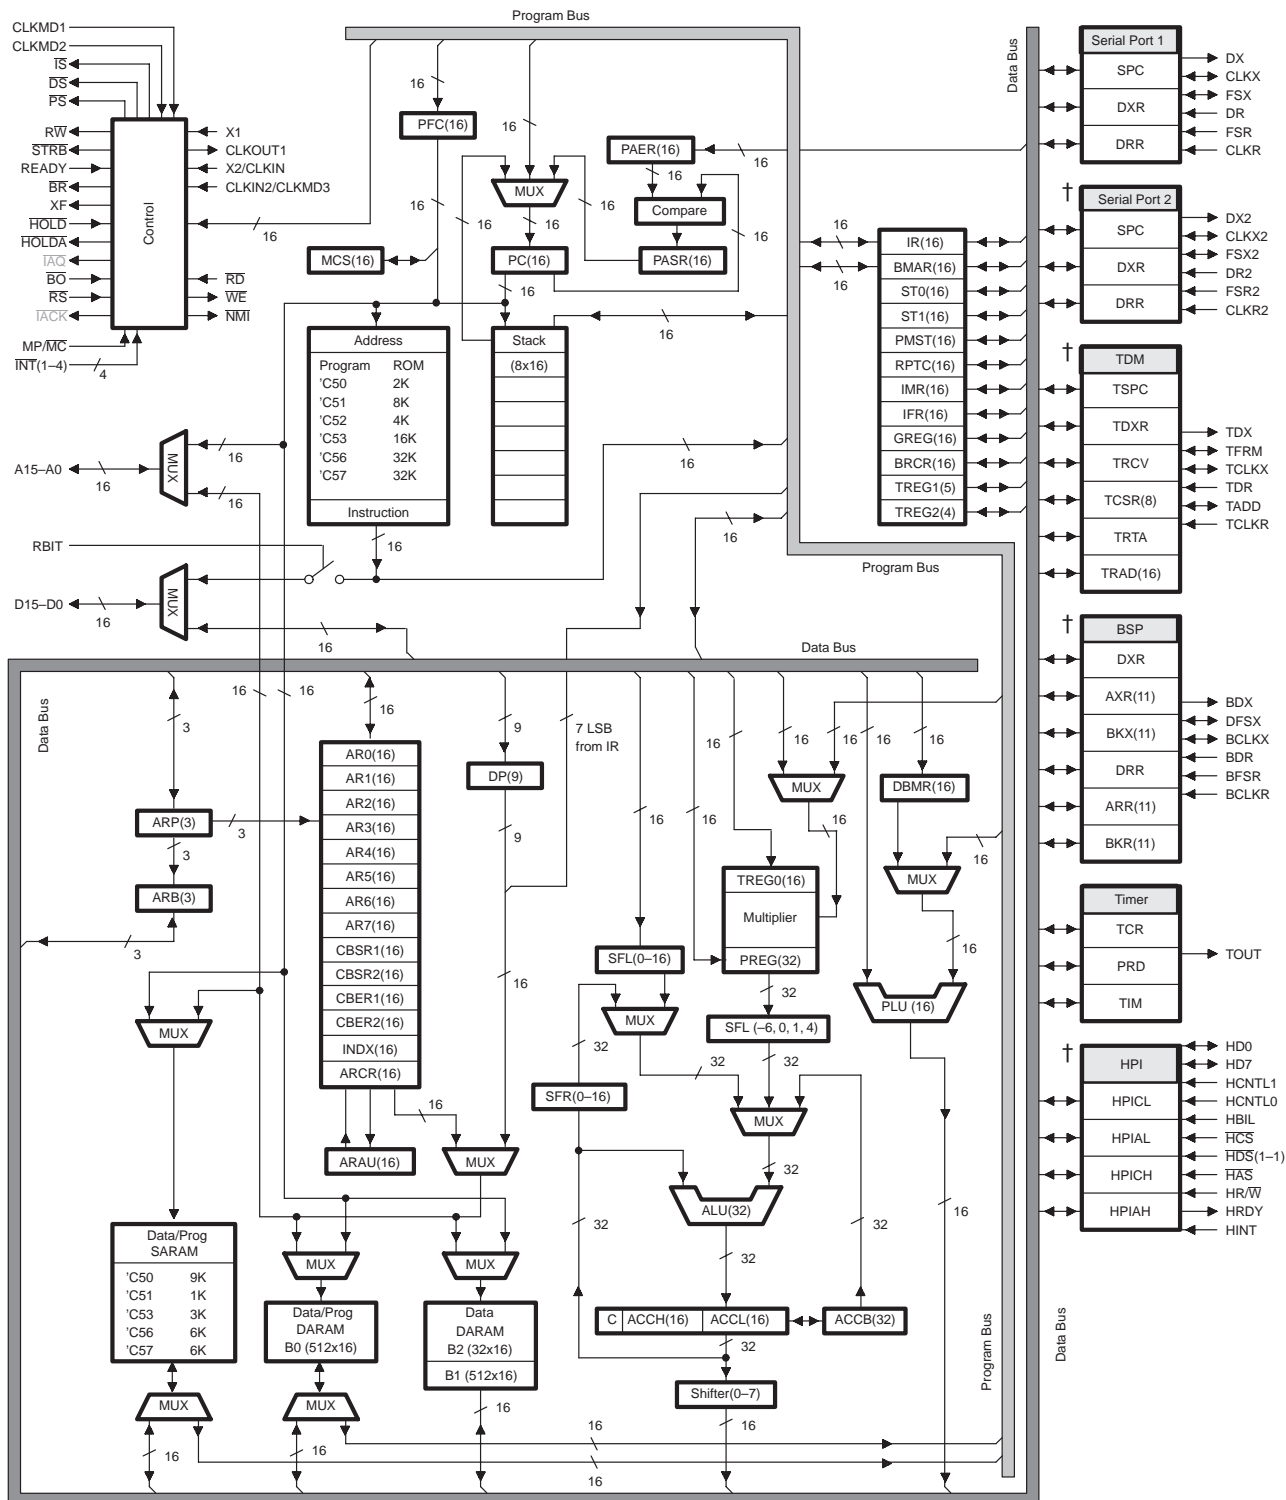 Program Bus
CLKMD1
CLKMD2
IS
DS
PS
R/W
STRB
READY
BR
XF
HOLD
HOLDA
IAQ
BO
RS
IACK
MP/MC
INT(1–4)
4
Control
X1
CLKOUT1
X2/CLKIN
CLKIN2/CLKMD3
16
RD
WE
NMI
16
PFC(16)
16
16
MCS(16)
MUX
16
16
16
PC(16)
16
PAER(16)
16
16
Compare
16
PASR(16)
16
Address
Program ROM
'C50 2K
'C51 8K
'C52 4K
'C53 16K
'C56 32K
'C57 32K
Instruction
16
Stack
(8x16)
16
16
16
16
IR(16)
BMAR(16)
ST0(16)
ST1(16)
PMST(16)
RPTC(16)
IMR(16)
IFR(16)
GREG(16)
BRCR(16)
TREG1(5)
TREG2(4)
Program Bus
Data Bus
A15–A0
16
MUX
16
16
RBIT
D15–D0
16
MUX
16
Data Bus
Data Bus
3
16
16
16
9
7 LSB
from IR
ARP(3)
3
3
ARB(3)
3
AR0(16)
AR1(16)
AR2(16)
AR3(16)
AR4(16)
AR5(16)
AR6(16)
AR7(16)
CBSR1(16)
CBSR2(16)
CBER1(16)
CBER2(16)
INDX(16)
ARCR(16)
ARAU(16)
16
DP(9)
9
16
MUX
MUX
16
16
16
16
16
16
MUX
16
TREG0(16)
Multiplier
PREG(32)
32
SFL (–6, 0, 1, 4)
SFL(0–16)
MUX
32
32
32
SFR(0–16)
MUX
32
ALU(32)
32
32
32
DBMR(16)
16
MUX
16
PLU (16)
16
C ACCH(16) ACCL(16)
ACCB(32)
32
Shifter(0–7)
16
Data/Prog
SARAM
'C50 9K
'C51 1K
'C53 3K
'C56 6K
'C57 6K
MUX
16
MUX
Data/Prog
DARAM
B0 (512x16)
MUX
16
MUX
Data
DARAM
B2 (32x16)
B1 (512x16)
16
16
16
Program Bus
Data Bus
Serial Port 1
SPC
DXR
DRR
DX
CLKX
FSX
DR
FSR
CLKR
†
Serial Port 2
SPC
DXR
DRR
DX2
CLKX2
FSX2
DR2
FSR2
CLKR2
†
TDM
TSPC
TDXR
TRCV
TCSR(8)
TRTA
TRAD(16)
TDX
TFRM
TCLKX
TDR
TADD
TCLKR
†
BSP
DXR
AXR(11)
BKX(11)
DRR
ARR(11)
BKR(11)
BDX
DFSX
BCLKX
BDR
BFSR
BCLKR
Timer
TCR
PRD
TIM
TOUT
†
HPI
HPICL
HPIAL
HPICH
HPIAH
HD0
HD7
HCNTL1
HCNTL0
HBIL
HCS
HDS(1–1)
HAS
HR/W
HRDY
HINT